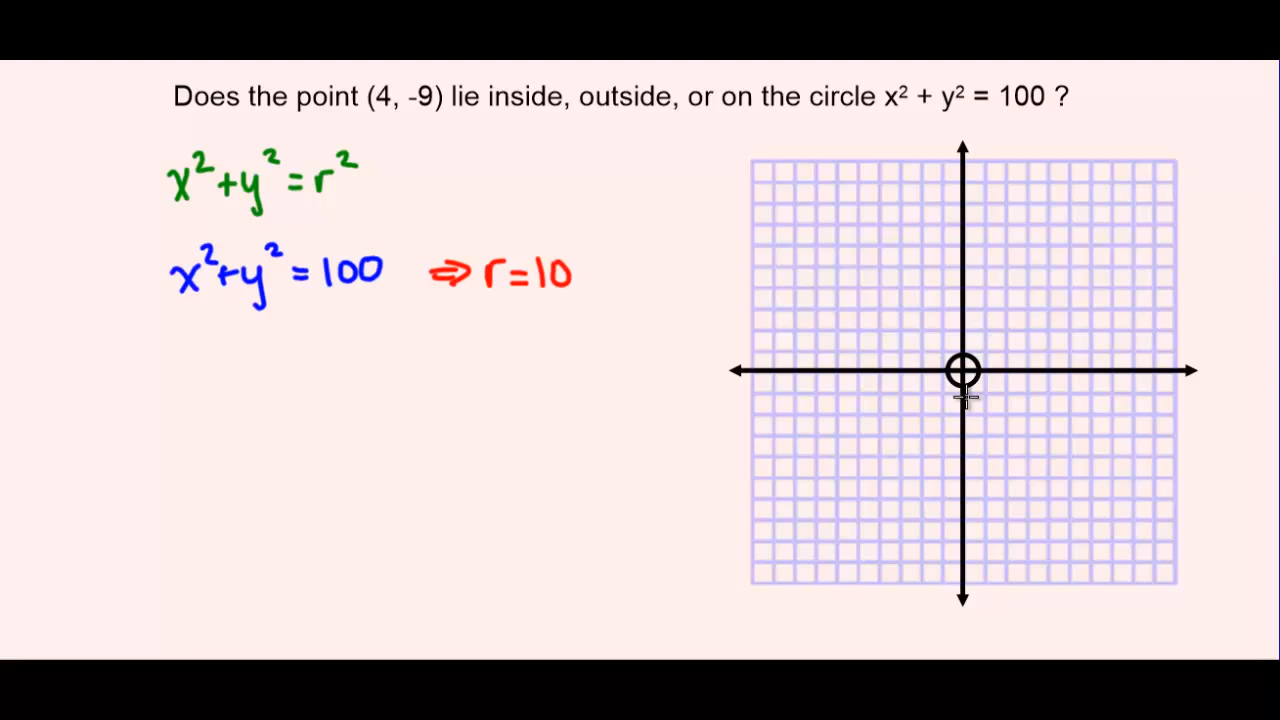 Does the point (4, -9) lie inside, outside, or on the circle x² + y² = 100 ?
x² + y² = r²
x² + y² = 100 ⇒ r = 10